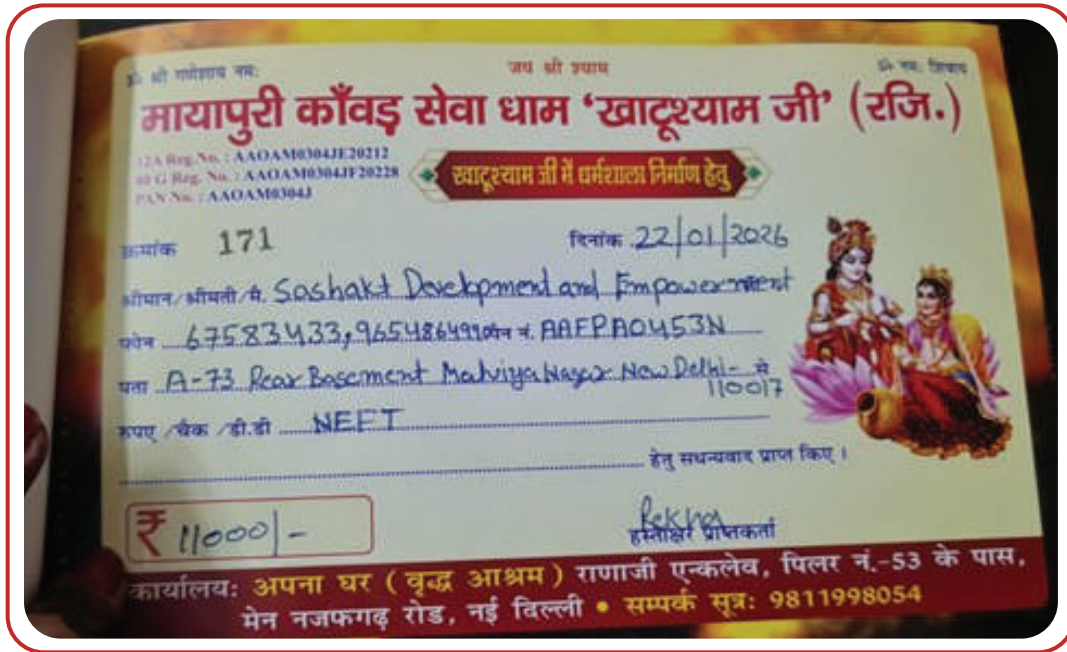 ॐ श्री गणेशाय नमः जय श्री श्याम ॐ नमः शिवाय
मायापुरी काँवड़ सेवा धाम ‘खाटूश्याम जी’ (रजि.)
12A Reg.No. : AAOAM0304JE20212
80 G Reg. No. : AAOAM0304JF20228
PAN No. : AAOAM0304J
खाटूश्याम जी में धर्मशाला निर्माण हेतु
क्रमांक 171 दिनांक 22/01/2026
श्रीमान/श्रीमती/मै. Sashakt Development and Empowerment
फोन 67583433, 9654864991 पेन नं. AAFPA0453N
पता A-73 Rear Basement Malviya Nagar New Delhi- से
110017
रुपए /चैक /डी.डी NEFT
हेतु सधन्यवाद प्राप्त किए ।
₹ 11000/-
Rekha
हस्ताक्षर प्राप्तकर्ता
कार्यालयः अपना घर ( वृद्ध आश्रम ) राणाजी एन्कलेव, पिलर नं.-53 के पास,
मेन नजफगढ़ रोड, नई दिल्ली • सम्पर्क सूत्रः 9811998054